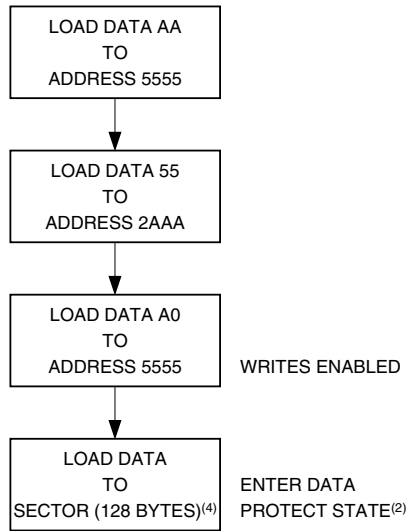 LOAD DATA AA
TO
ADDRESS 5555
LOAD DATA 55
TO
ADDRESS 2AAA
LOAD DATA A0
TO
ADDRESS 5555
WRITES ENABLED
LOAD DATA
TO
SECTOR (128 BYTES)(4)
ENTER DATA
PROTECT STATE(2)